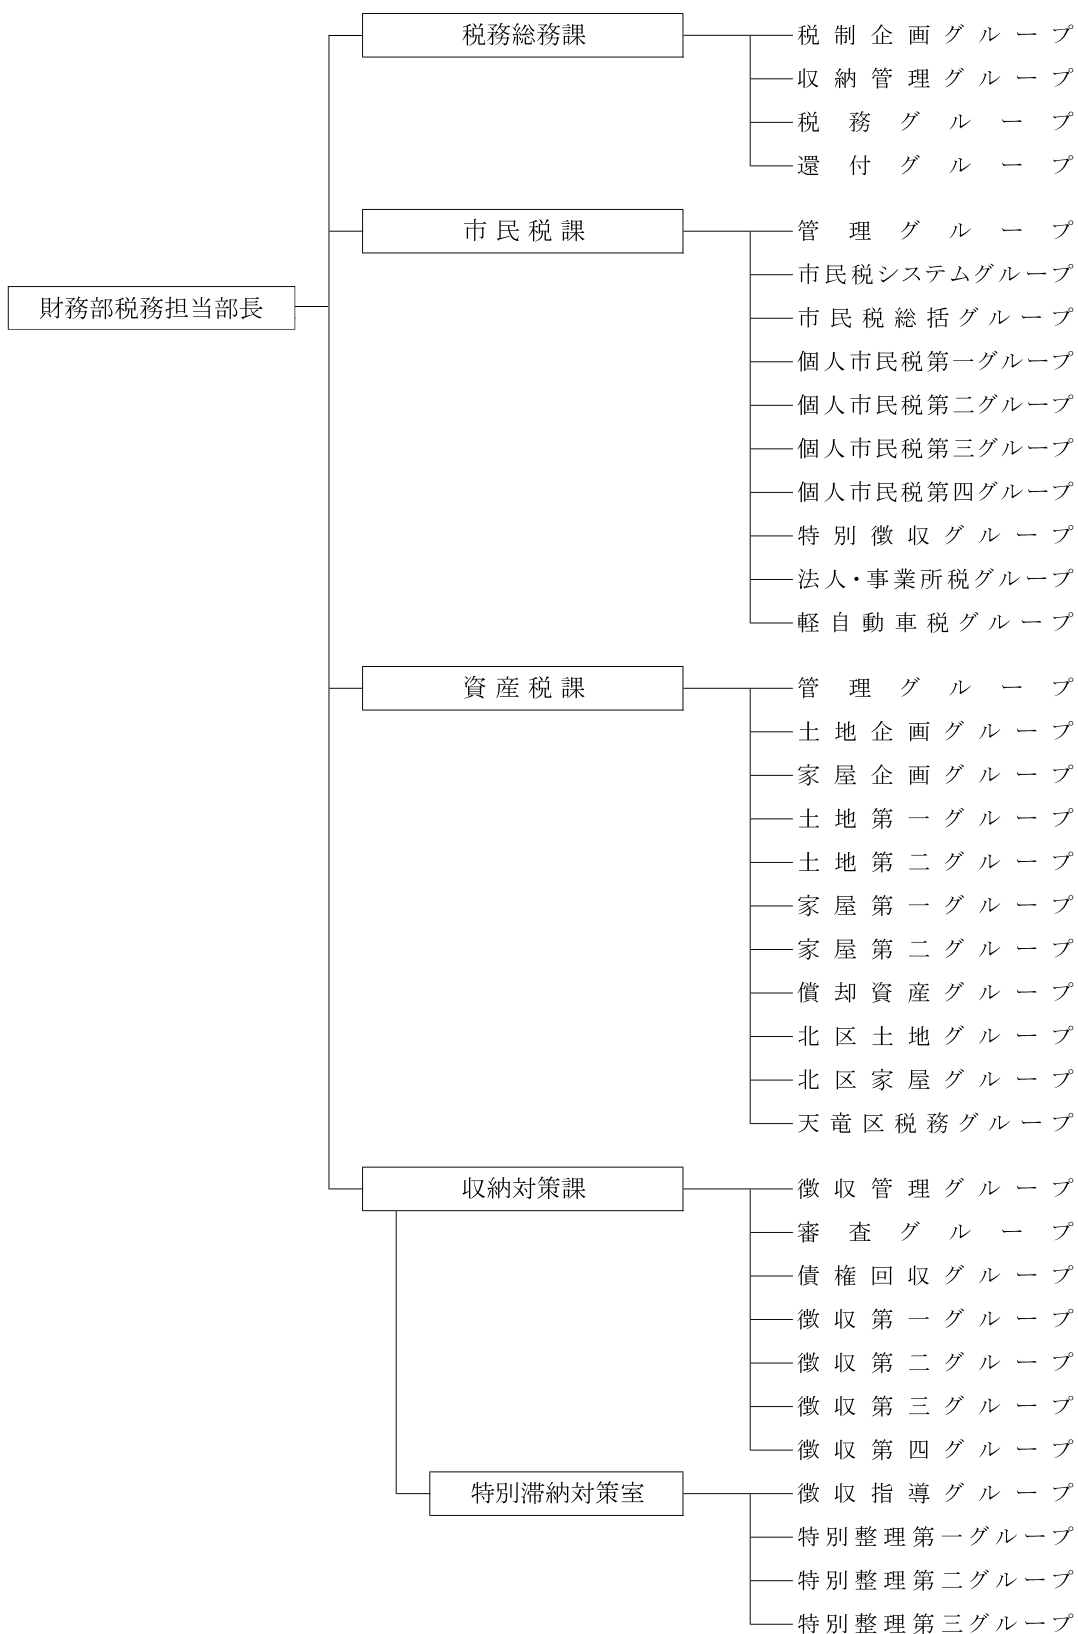 税務総務課
税制企画グループ
収納管理グループ
税務グループ
還付グループ
市民税課
管理グループ
市民税システムグループ
財務部税務担当部長
市民税総括グループ
個人市民税第一グループ
個人市民税第二グループ
個人市民税第三グループ
個人市民税第四グループ
特別徴収グループ
法人・事業所税グループ
軽自動車税グループ
資産税課
管理グループ
土地企画グループ
家屋企画グループ
土地第一グループ
土地第二グループ
家屋第一グループ
家屋第二グループ
償却資産グループ
北区土地グループ
北区家屋グループ
天竜区税務グループ
収納対策課
徴収管理グループ
審査グループ
債権回収グループ
徴収第一グループ
徴収第二グループ
徴収第三グループ
徴収第四グループ
特別滞納対策室
徴収指導グループ
特別整理第一グループ
特別整理第二グループ
特別整理第三グループ